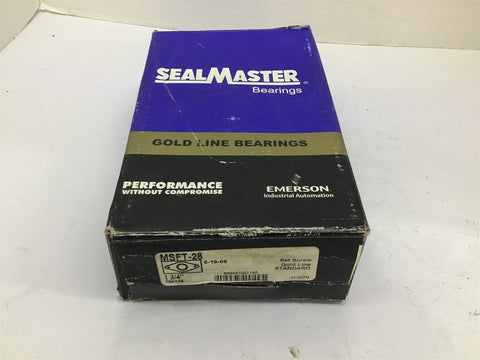 SEALMASTER®
Bearings
GOLD LINE BEARINGS
PERFORMANCE
WITHOUT COMPROMISE
EMERSON
Industrial Automation
MSFT-28
5-19-08
1 3/4"
Set Screw
Gold Line
STANDARD